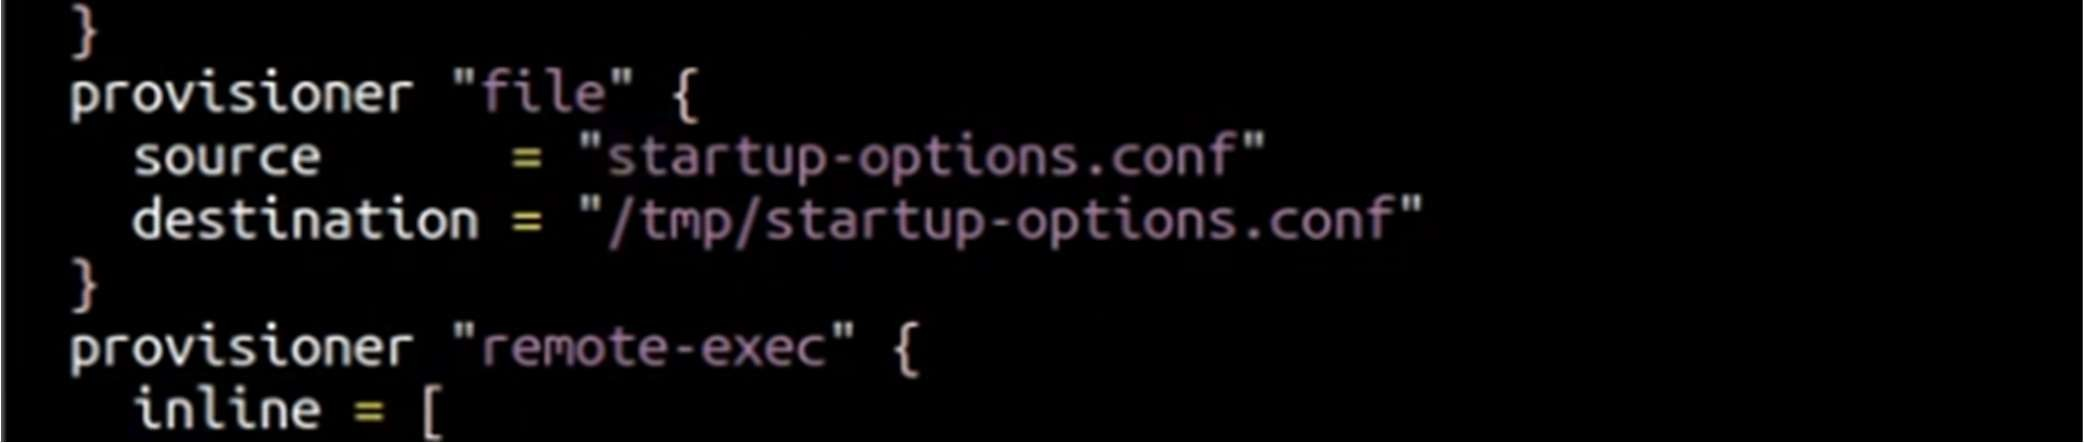 }
provisioner "file" {
  source      = "startup-options.conf"
  destination = "/tmp/startup-options.conf"
}
provisioner "remote-exec" {
  inline = [